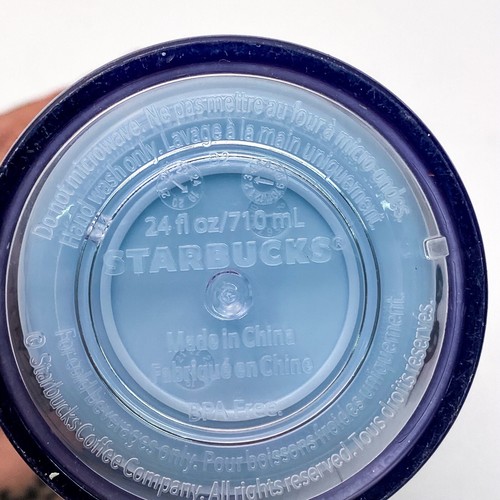 Do not microwave. Ne pas mettre au four à micro-ondes.
Hand wash only. Lavage à la main uniquement.
24 fl oz/710 mL
STARBUCKS®
Made in China
Fabriqué en Chine
BPA Free
For cold beverages only. Pour boissons froides uniquement.
© Starbucks Coffee Company. All rights reserved. Tous droits réservés.